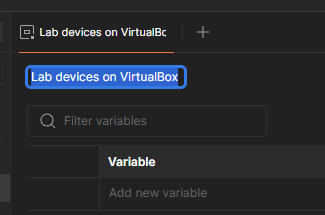 Lab devices on VirtualBo
Lab devices on VirtualBox
Filter variables
Variable
Add new variable